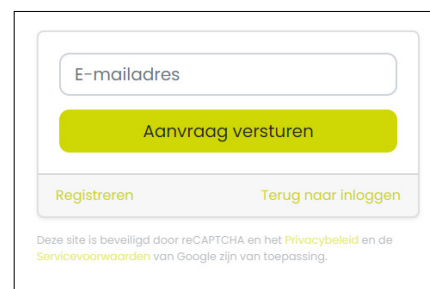 E-mailadres
Aanvraag versturen
Registreren Terug naar inloggen
Deze site is beveiligd door reCAPTCHA en het Privacybeleid en de
Servicevoorwaarden van Google zijn van toepassing.